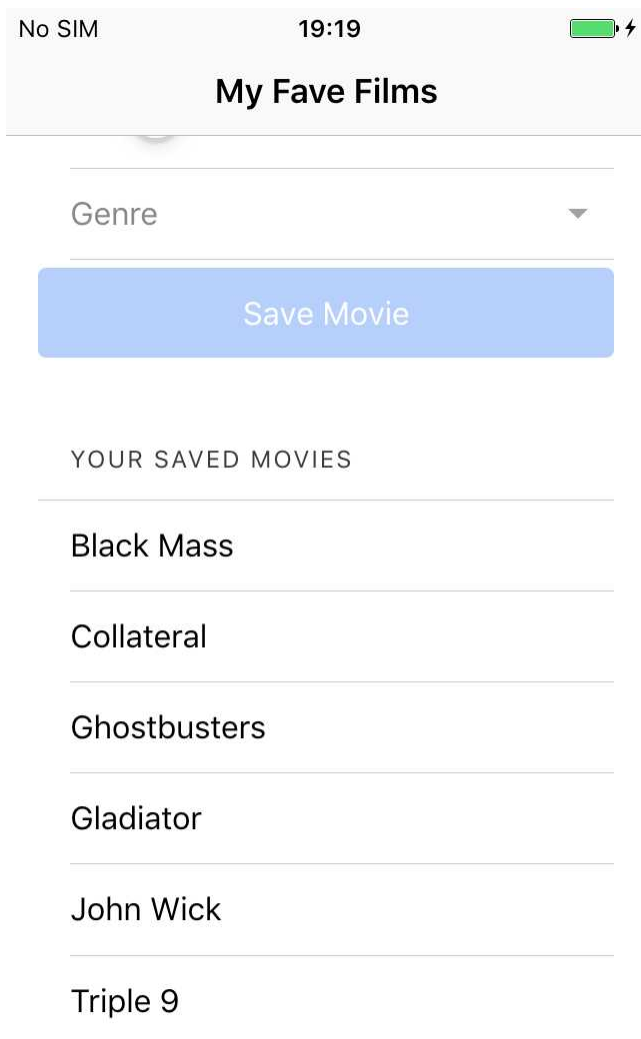 No SIM 19:19
My Fave Films
Genre
Save Movie
YOUR SAVED MOVIES
Black Mass
Collateral
Ghostbusters
Gladiator
John Wick
Triple 9